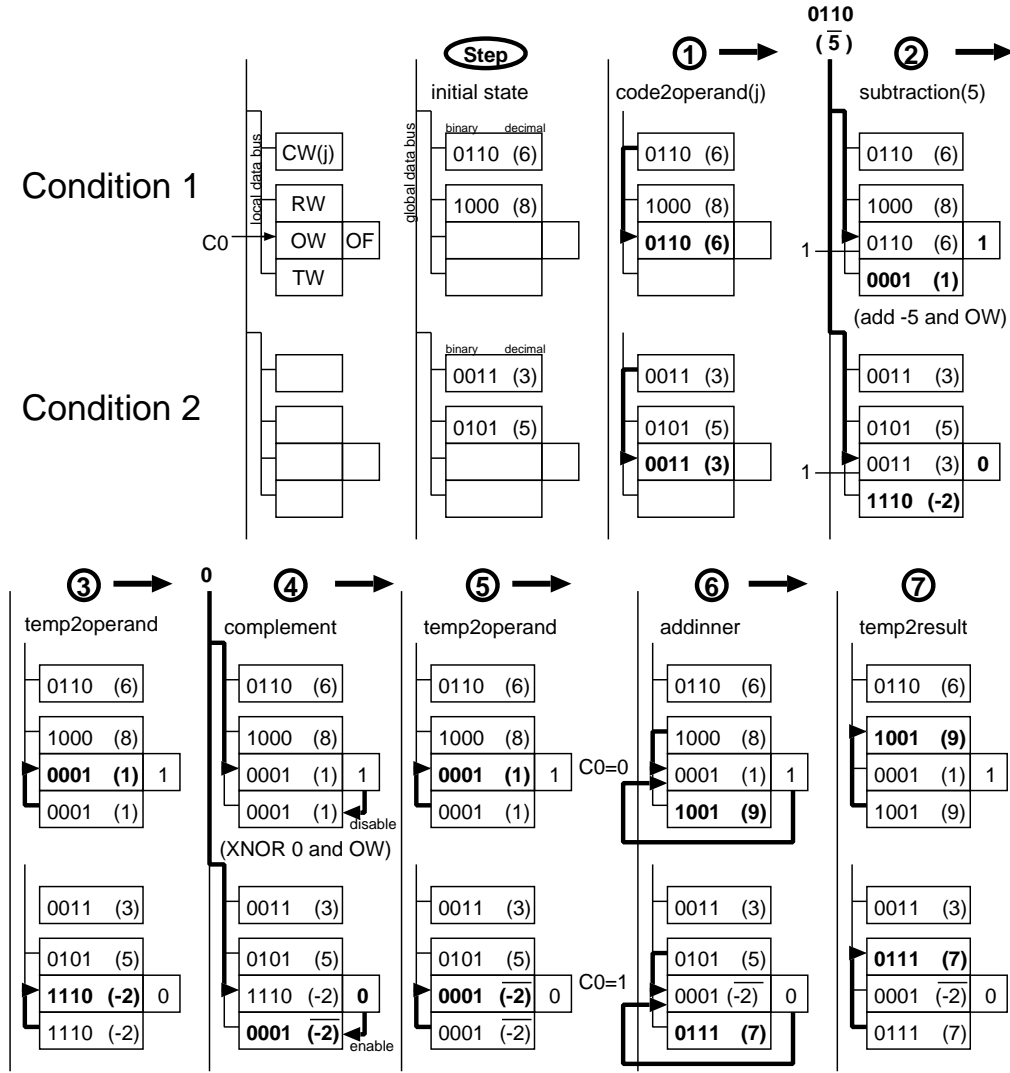 0110
(5̅)
Step
① ②
initial state code2operand(j) subtraction(5)
Condition 1
local data bus
CW(j)
RW
C0 OW OF
TW
global data bus
binary decimal
0110 (6)
1000 (8)
0110 (6)
1000 (8)
0110 (6)
0110 (6)
1000 (8)
1 0110 (6) 1
0001 (1)
(add -5 and OW)
Condition 2
binary decimal
0011 (3)
0101 (5)
0011 (3)
0101 (5)
0011 (3)
0011 (3)
0101 (5)
1 0011 (3) 0
1110 (-2)
③ 0 ④ ⑤ ⑥ ⑦
temp2operand complement temp2operand addinner temp2result
0110 (6)
1000 (8)
0001 (1) 1
0001 (1)
0110 (6)
1000 (8)
0001 (1) 1
0001 (1)
disable
(XNOR 0 and OW)
0110 (6)
1000 (8)
0001 (1) 1
0001 (1)
0110 (6)
C0=0 1000 (8)
0001 (1) 1
1001 (9)
0110 (6)
1001 (9)
0001 (1) 1
1001 (9)
0011 (3)
0101 (5)
1110 (-2) 0
1110 (-2)
0011 (3)
0101 (5)
1110 (-2) 0
0001 (-̅2̅)
enable
0011 (3)
0101 (5)
0001 (-̅2̅) 0
0001 (-̅2̅)
0011 (3)
0101 (5)
C0=1 0001 (-̅2̅) 0
0111 (7)
0011 (3)
0111 (7)
0001 (-̅2̅) 0
0111 (7)